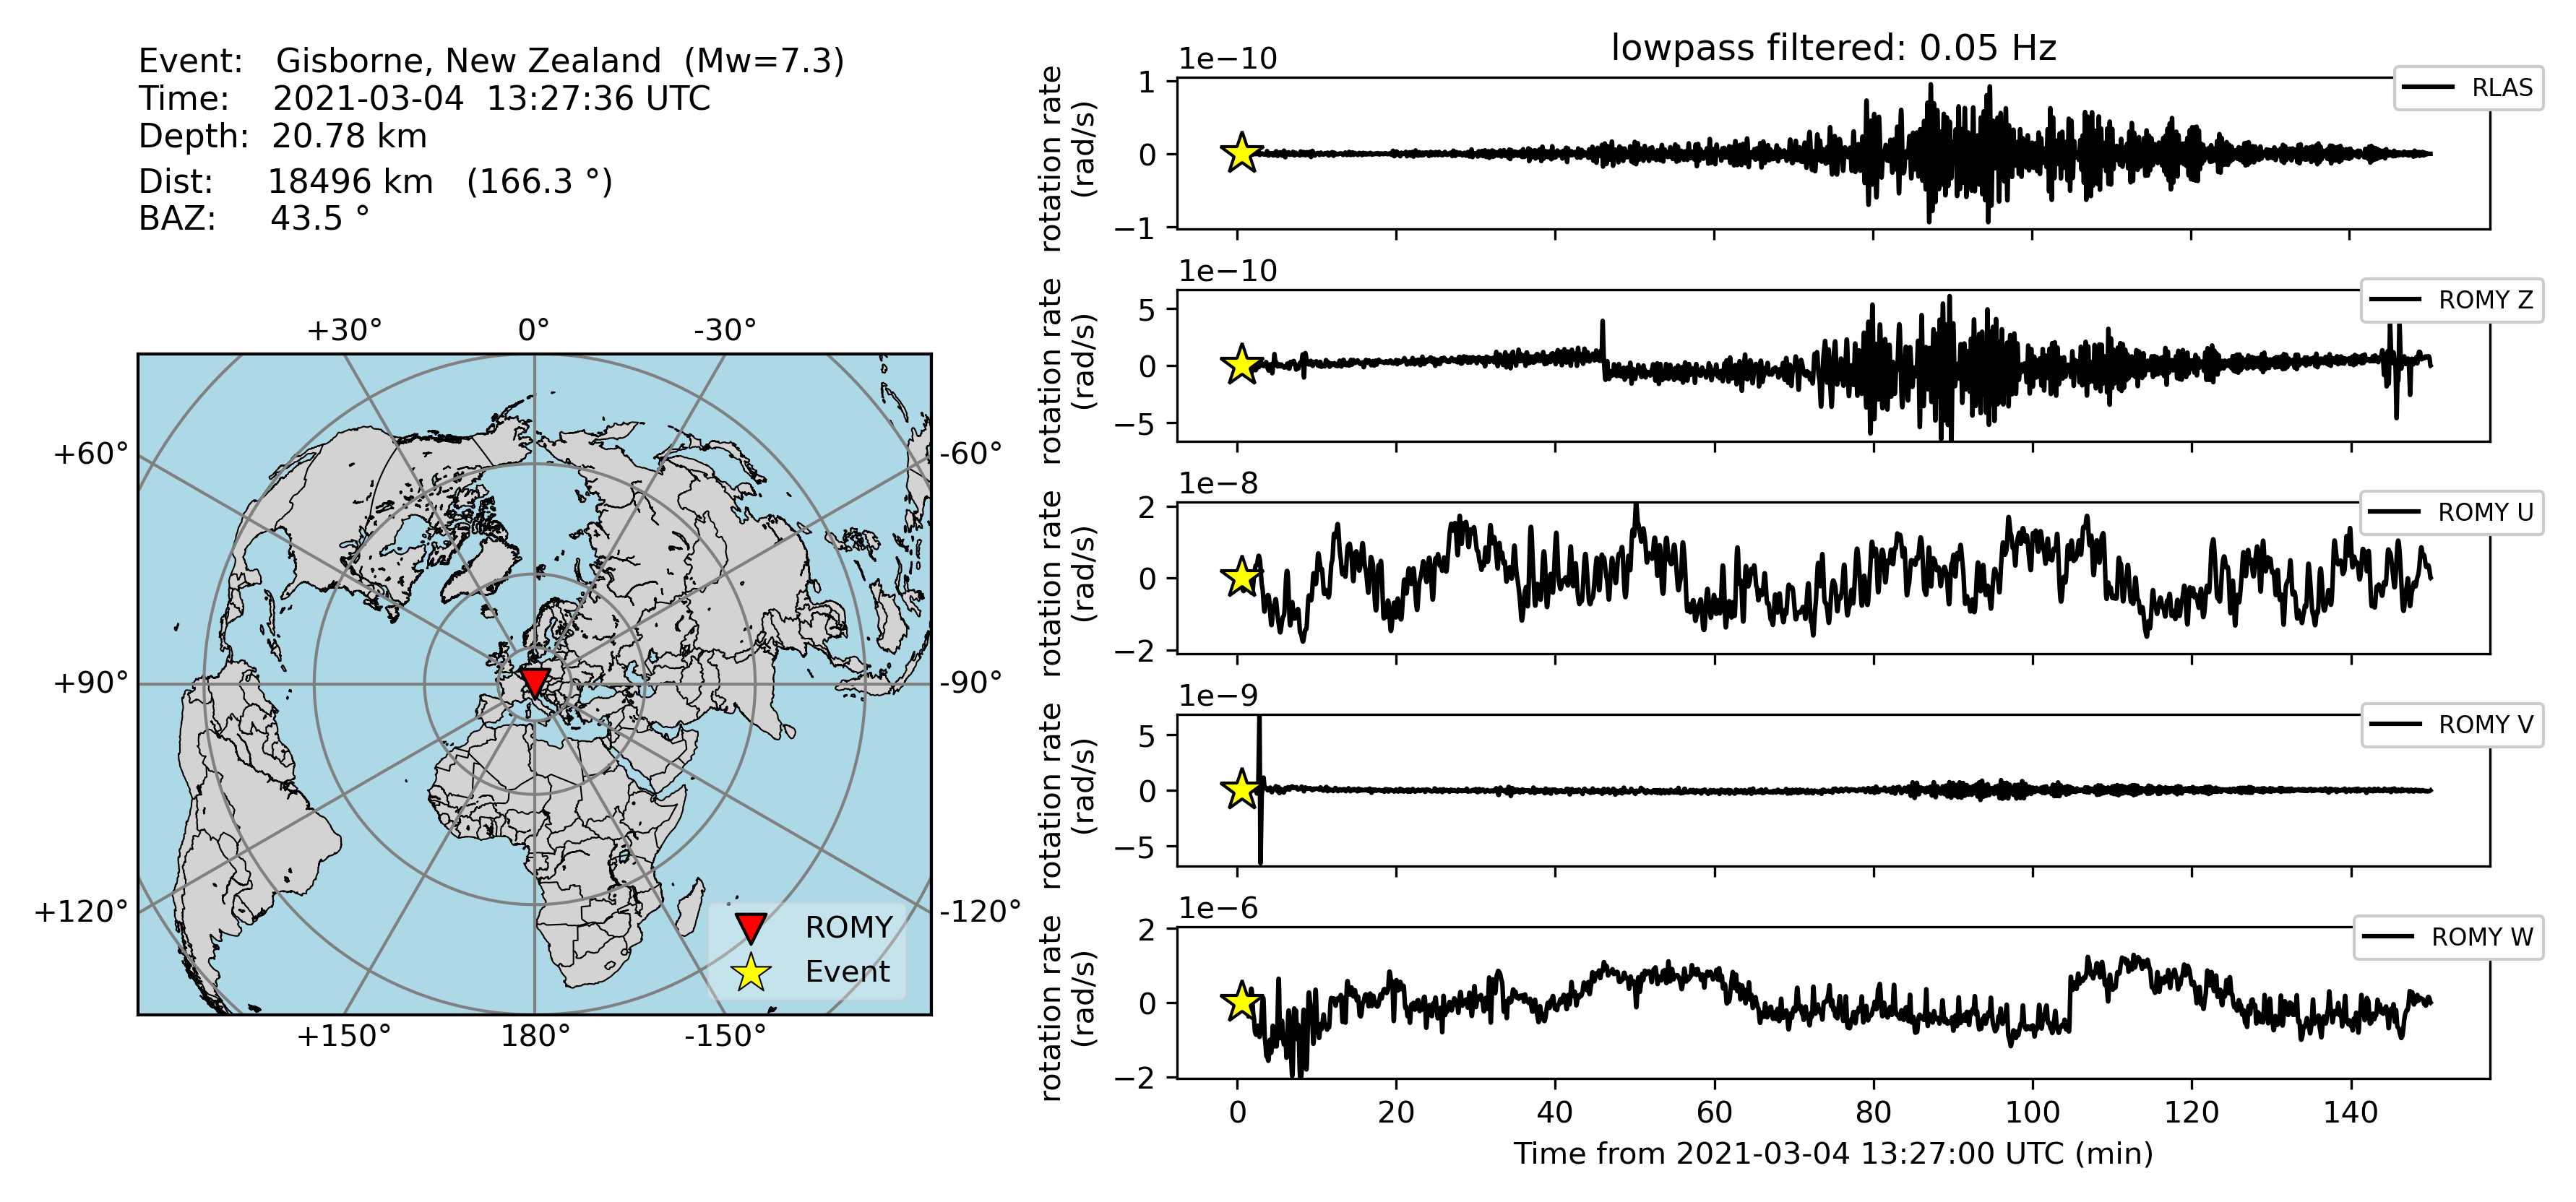 Event: Gisborne, New Zealand (Mw=7.3)
Time: 2021-03-04 13:27:36 UTC
Depth: 20.78 km
Dist: 18496 km (166.3 °)
BAZ: 43.5 °
+30° 0° -30°
+60° -60°
+90° -90°
+120° -120°
+150° 180° -150°
ROMY
Event
lowpass filtered: 0.05 Hz
1e−10
rotation rate
(rad/s)
1
0
−1
RLAS
1e−10
rotation rate
(rad/s)
5
0
−5
ROMY Z
1e−8
rotation rate
(rad/s)
2
0
−2
ROMY U
1e−9
rotation rate
(rad/s)
5
0
−5
ROMY V
1e−6
rotation rate
(rad/s)
2
0
−2
ROMY W
0 20 40 60 80 100 120 140
Time from 2021-03-04 13:27:00 UTC (min)